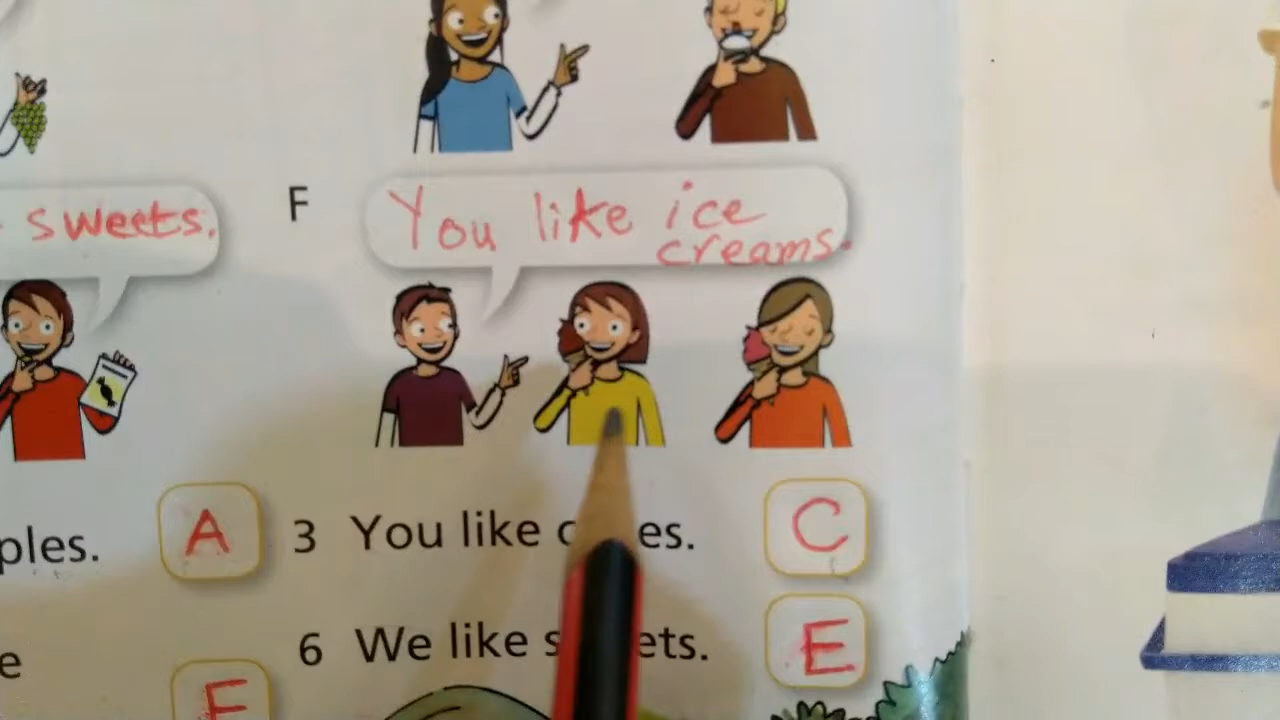 sweets.
F
You like ice
creams.
ples.
A
3 You like c es.
C
e
F
6 We like s ets.
E